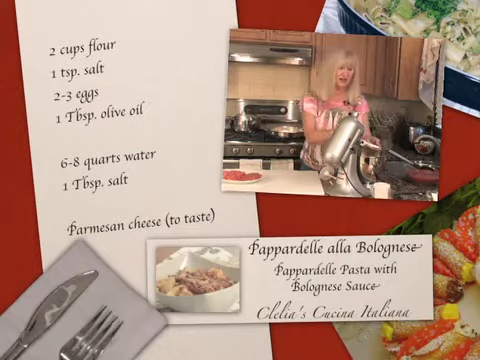 2 cups flour
1 tsp. salt
2-3 eggs
1 Tbsp. olive oil
6-8 quarts water
1 Tbsp. salt
Parmesan cheese (to taste)
Pappardelle alla Bolognese
Pappardelle Pasta with
Bolognese Sauce
Clelia's Cucina Italiana